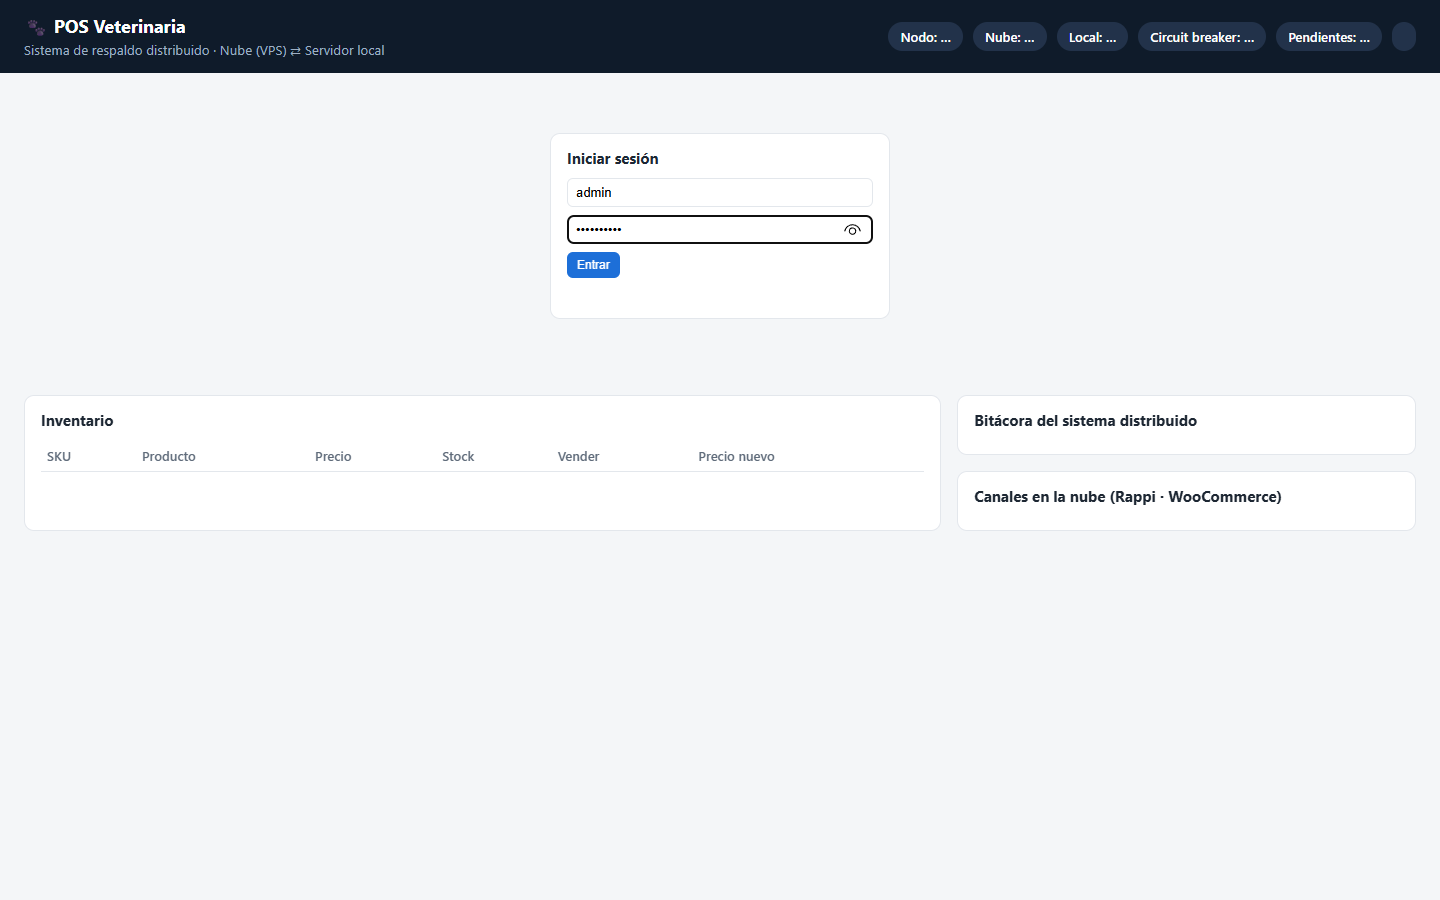 🐾 POS Veterinaria
Sistema de respaldo distribuido · Nube (VPS) ⇄ Servidor local
Nodo: ...
Nube: ...
Local: ...
Circuit breaker: ...
Pendientes: ...
Iniciar sesión
admin
••••••••••
Entrar
Inventario
SKU Producto Precio Stock Vender Precio nuevo
Bitácora del sistema distribuido
Canales en la nube (Rappi · WooCommerce)